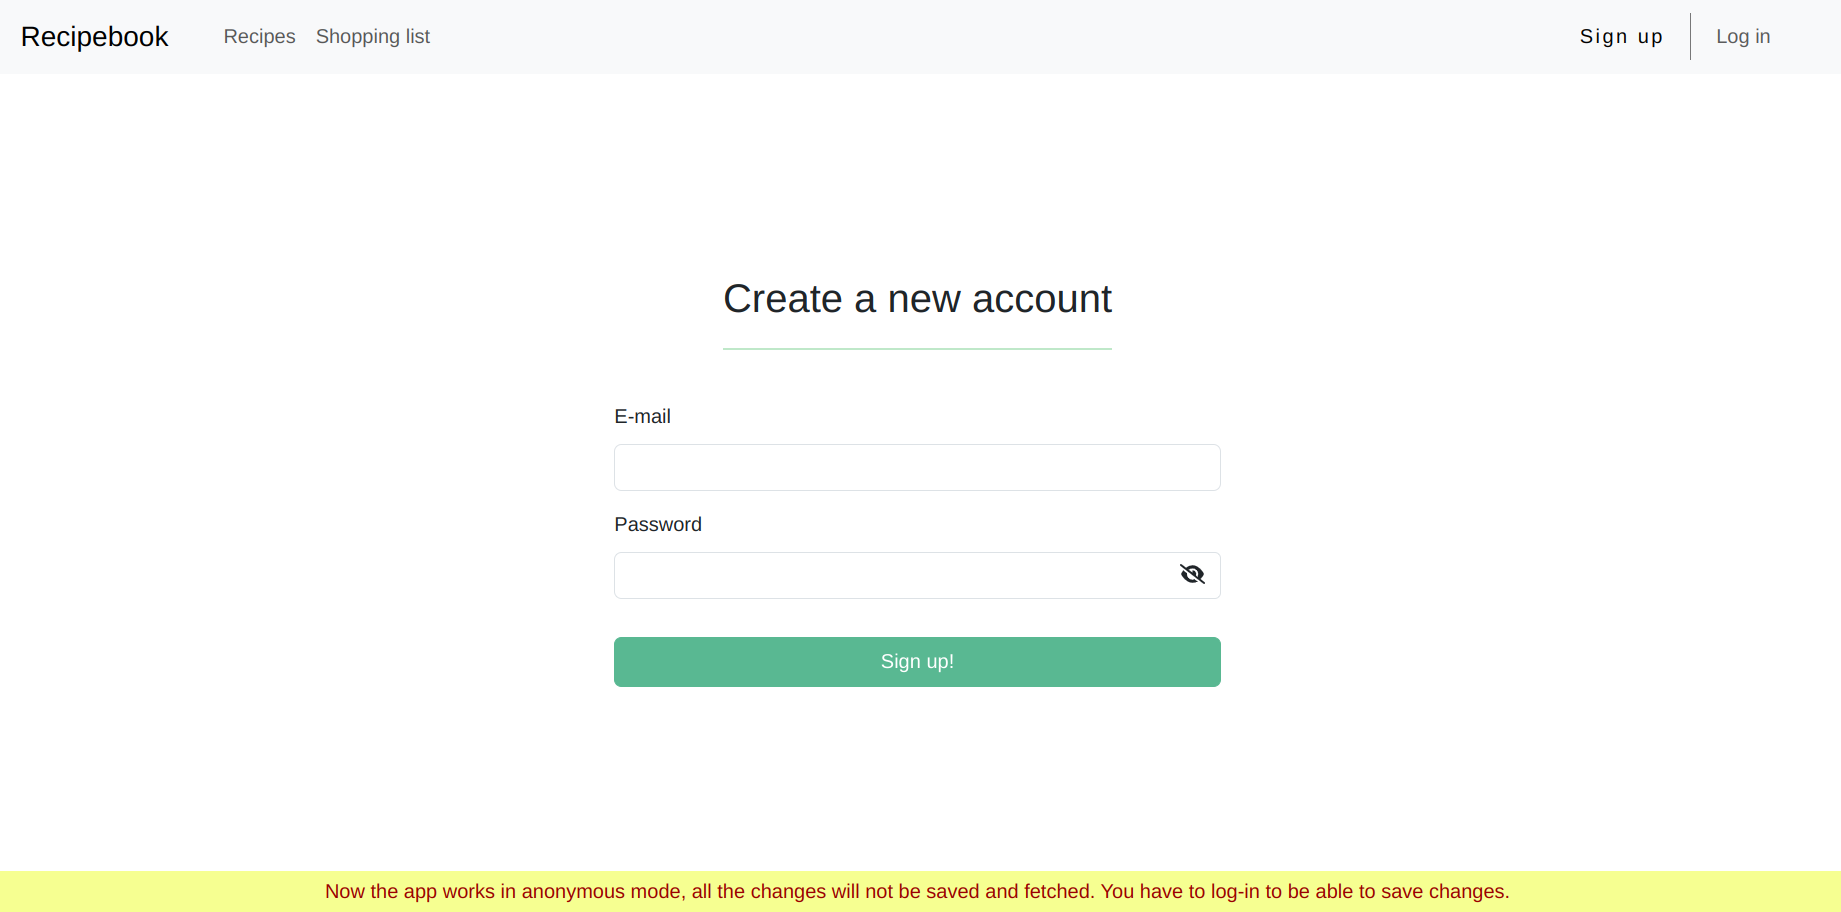 Recipebook Recipes Shopping list Sign up Log in
Create a new account
E-mail
Password
Sign up!
Now the app works in anonymous mode, all the changes will not be saved and fetched. You have to log-in to be able to save changes.